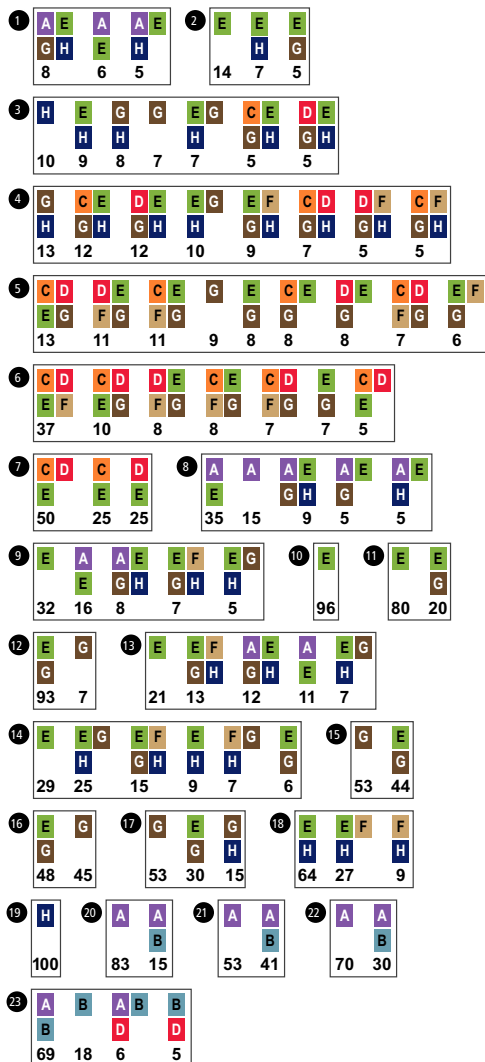 1 A E A A E
G H E H
8 6 5
2 E E E
H G
14 7 5
3 H E G G E G C E D E
H H H G H G H
10 9 8 7 7 5 5
4 G C E D E E G E F C D D F C F
H G H G H H G H G H G H G H
13 12 12 10 9 7 5 5
5 C D D E C E G E C E D E C D E F
E G F G F G G G G F G G
13 11 11 9 8 8 8 7 6
6 C D C D D E C E C D E C D
E F E G F G F G F G G E
37 10 8 8 7 7 5
7 C D C D
E E E
50 25 25
8 A A A E A E A E
E G H G H
35 15 9 5 5
9 E A A E E F E G
E G H G H H
32 16 8 7 5
10 E
96
11 E E
G
80 20
12 E G
G
93 7
13 E E F A E A E G
G H G H E H
21 13 12 11 7
14 E E G E F E F G E
H G H H H G
29 25 15 9 7 6
15 G E
G
53 44
16 E G
G
48 45
17 G E G
G H
53 30 15
18 E E F F
H H H
64 27 9
19 H
100
20 A A
B
83 15
21 A A
B
53 41
22 A A
B
70 30
23 A B A B B
B D D
69 18 6 5